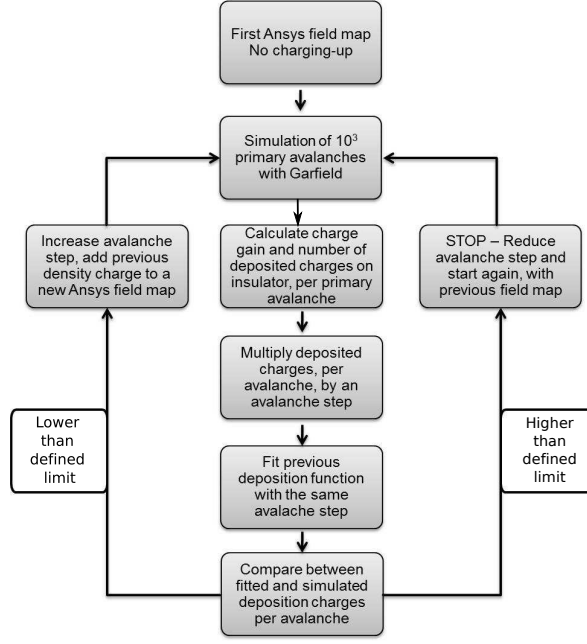 First Ansys field map
No charging-up
Simulation of 10³
primary avalanches
with Garfield
Increase avalanche
step, add previous
density charge to a
new Ansys field map
Calculate charge
gain and number of
deposited charges on
insulator, per primary
avalanche
STOP – Reduce
avalanche step and
start again, with
previous field map
Multiply deposited
charges, per
avalanche, by an
avalanche step
Lower
than
defined
limit
Higher
than
defined
limit
Fit previous
deposition function
with the same
avalache step
Compare between
fitted and simulated
deposition charges
per avalanche